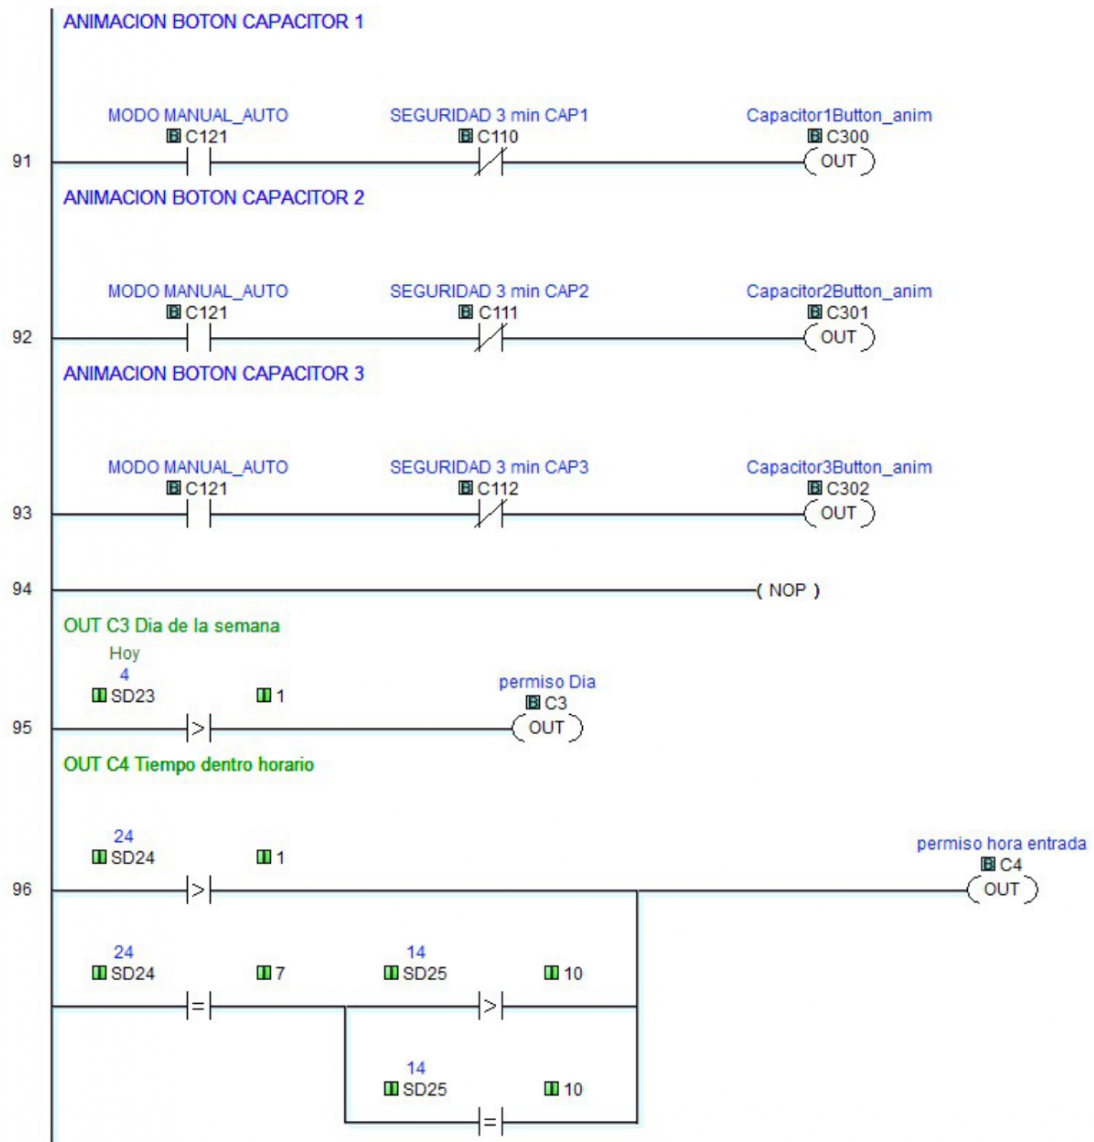 ANIMACION BOTON CAPACITOR 1
MODO MANUAL_AUTO SEGURIDAD 3 min CAP1 Capacitor1Button_anim
B C121 B C110 B C300
91 OUT
ANIMACION BOTON CAPACITOR 2
MODO MANUAL_AUTO SEGURIDAD 3 min CAP2 Capacitor2Button_anim
B C121 B C111 B C301
92 OUT
ANIMACION BOTON CAPACITOR 3
MODO MANUAL_AUTO SEGURIDAD 3 min CAP3 Capacitor3Button_anim
B C121 B C112 B C302
93 OUT
94 ( NOP )
OUT C3 Dia de la semana
Hoy
4 permiso Dia
I SD23 I 1 B C3
95 > OUT
OUT C4 Tiempo dentro horario
24 permiso hora entrada
I SD24 I 1 B C4
96 > OUT
24 14
I SD24 I 7 I SD25 I 10
= >
14
I SD25 I 10
=